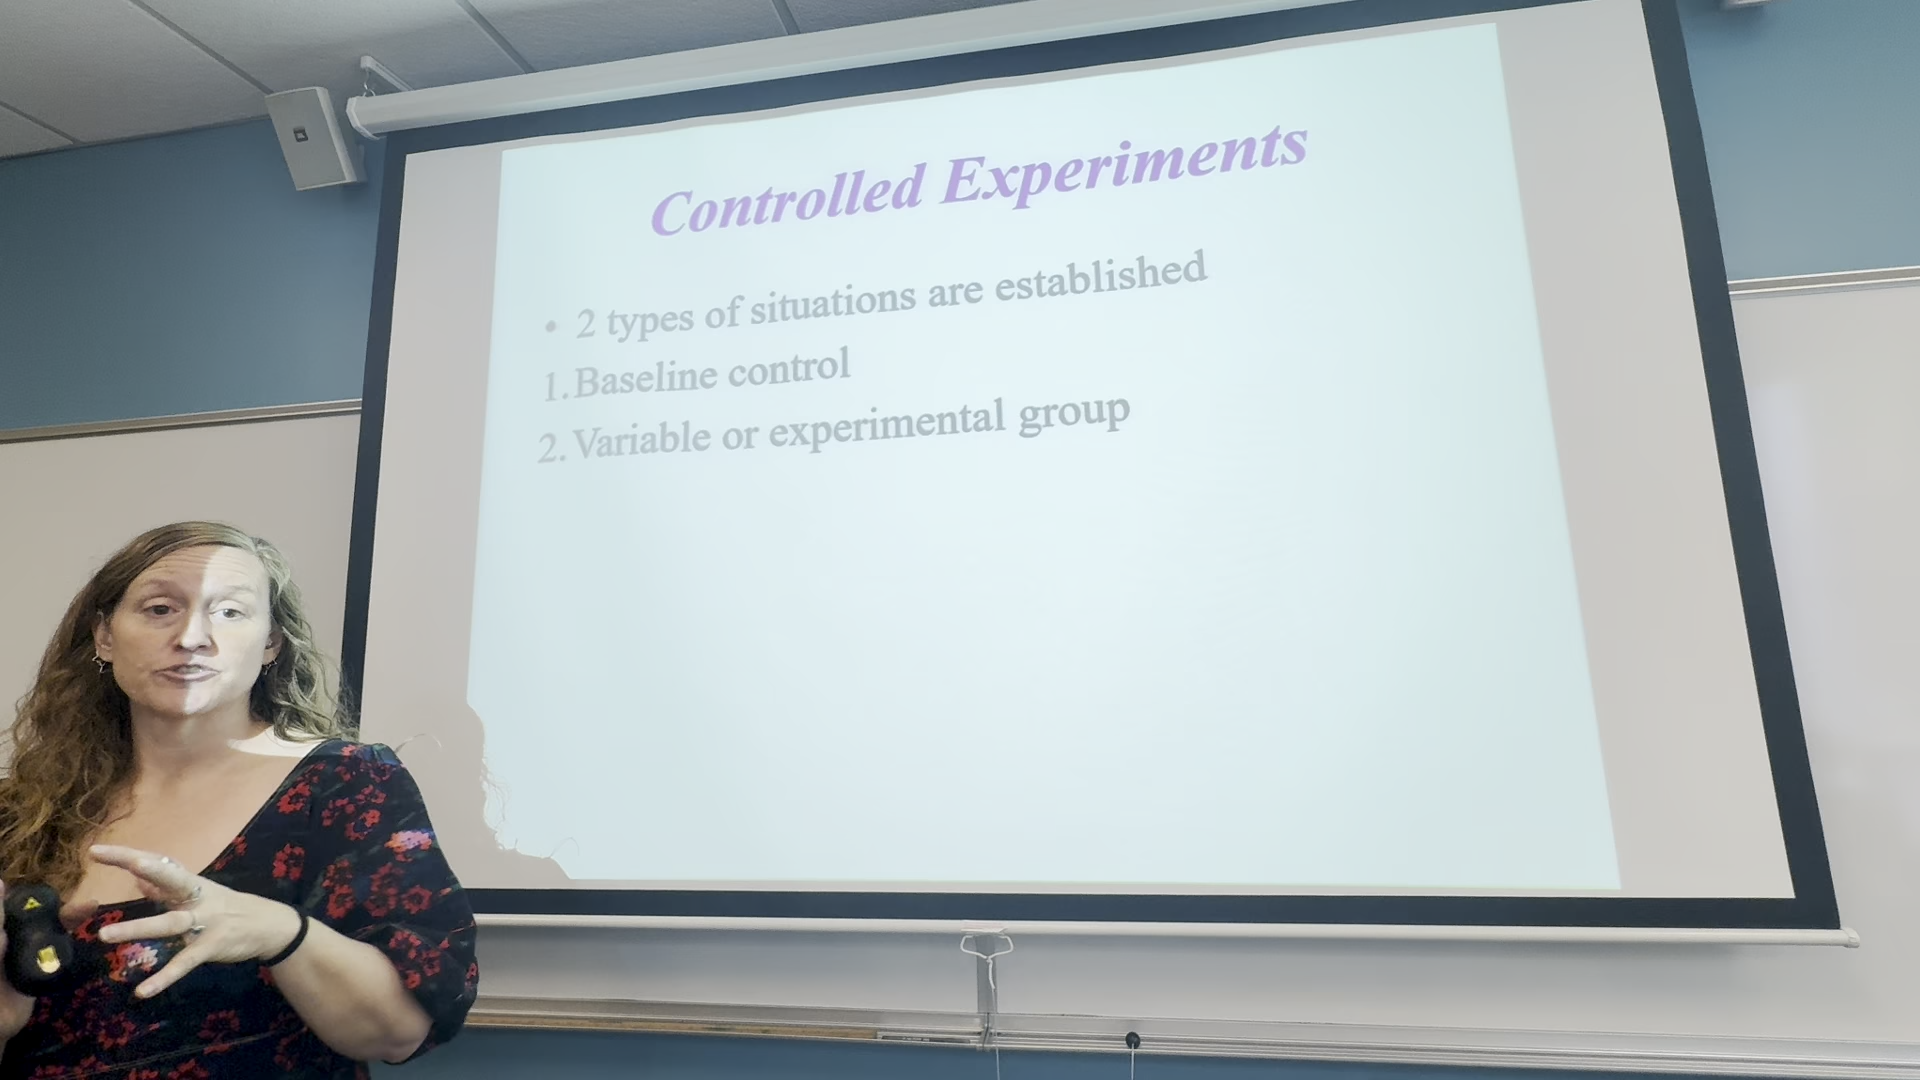 Controlled Experiments
• 2 types of situations are established
1. Baseline control
2. Variable or experimental group